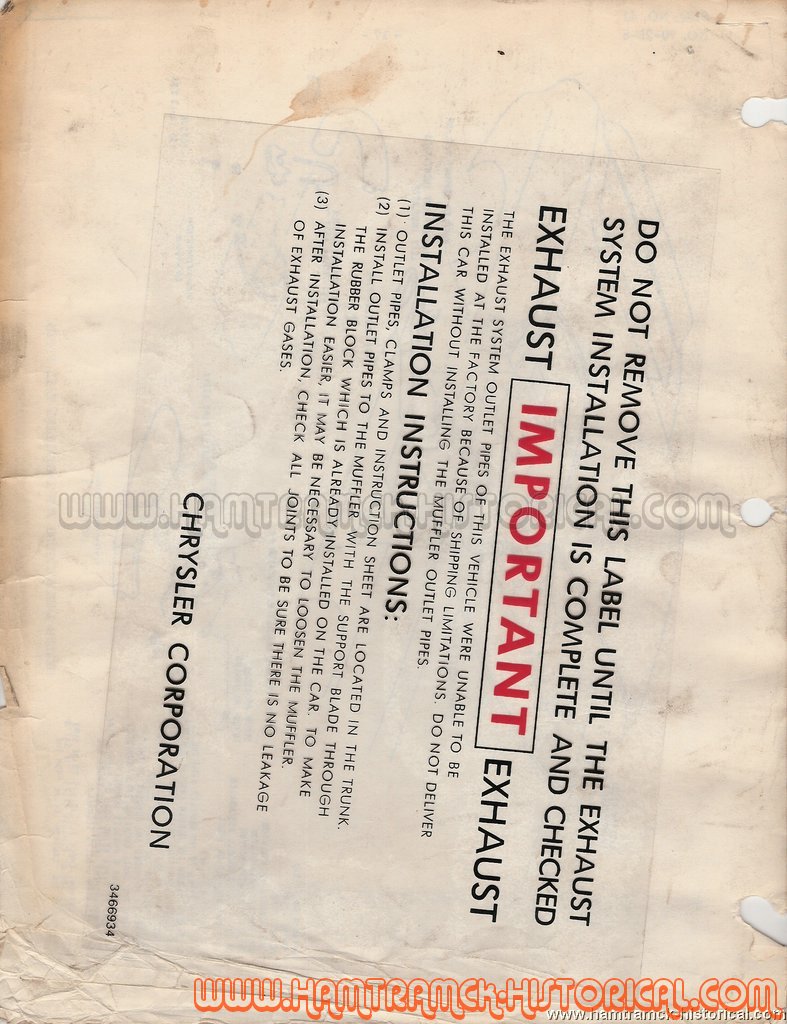 DO NOT REMOVE THIS LABEL UNTIL THE EXHAUST
SYSTEM INSTALLATION IS COMPLETE AND CHECKED
EXHAUST IMPORTANT EXHAUST
THE EXHAUST SYSTEM OUTLET PIPES OF THIS VEHICLE WERE UNABLE TO BE
INSTALLED AT THE FACTORY BECAUSE OF SHIPPING LIMITATIONS. DO NOT DELIVER
THIS CAR WITHOUT INSTALLING THE MUFFLER OUTLET PIPES.
INSTALLATION INSTRUCTIONS:
(1) OUTLET PIPES, CLAMPS AND INSTRUCTION SHEET ARE LOCATED IN THE TRUNK.
(2) INSTALL OUTLET PIPES TO THE MUFFLER WITH THE SUPPORT BLADE THROUGH
THE RUBBER BLOCK WHICH IS ALREADY INSTALLED ON THE CAR. TO MAKE
INSTALLATION EASIER, IT MAY BE NECESSARY TO LOOSEN THE MUFFLER.
(3) AFTER INSTALLATION, CHECK ALL JOINTS TO BE SURE THERE IS NO LEAKAGE
OF EXHAUST GASES.
CHRYSLER CORPORATION
3466934
www.HAMTRAMCK-HISTORICAL.com
www.HAMTRAMCK-HISTORICAL.com
www.hamtramck-historical.com